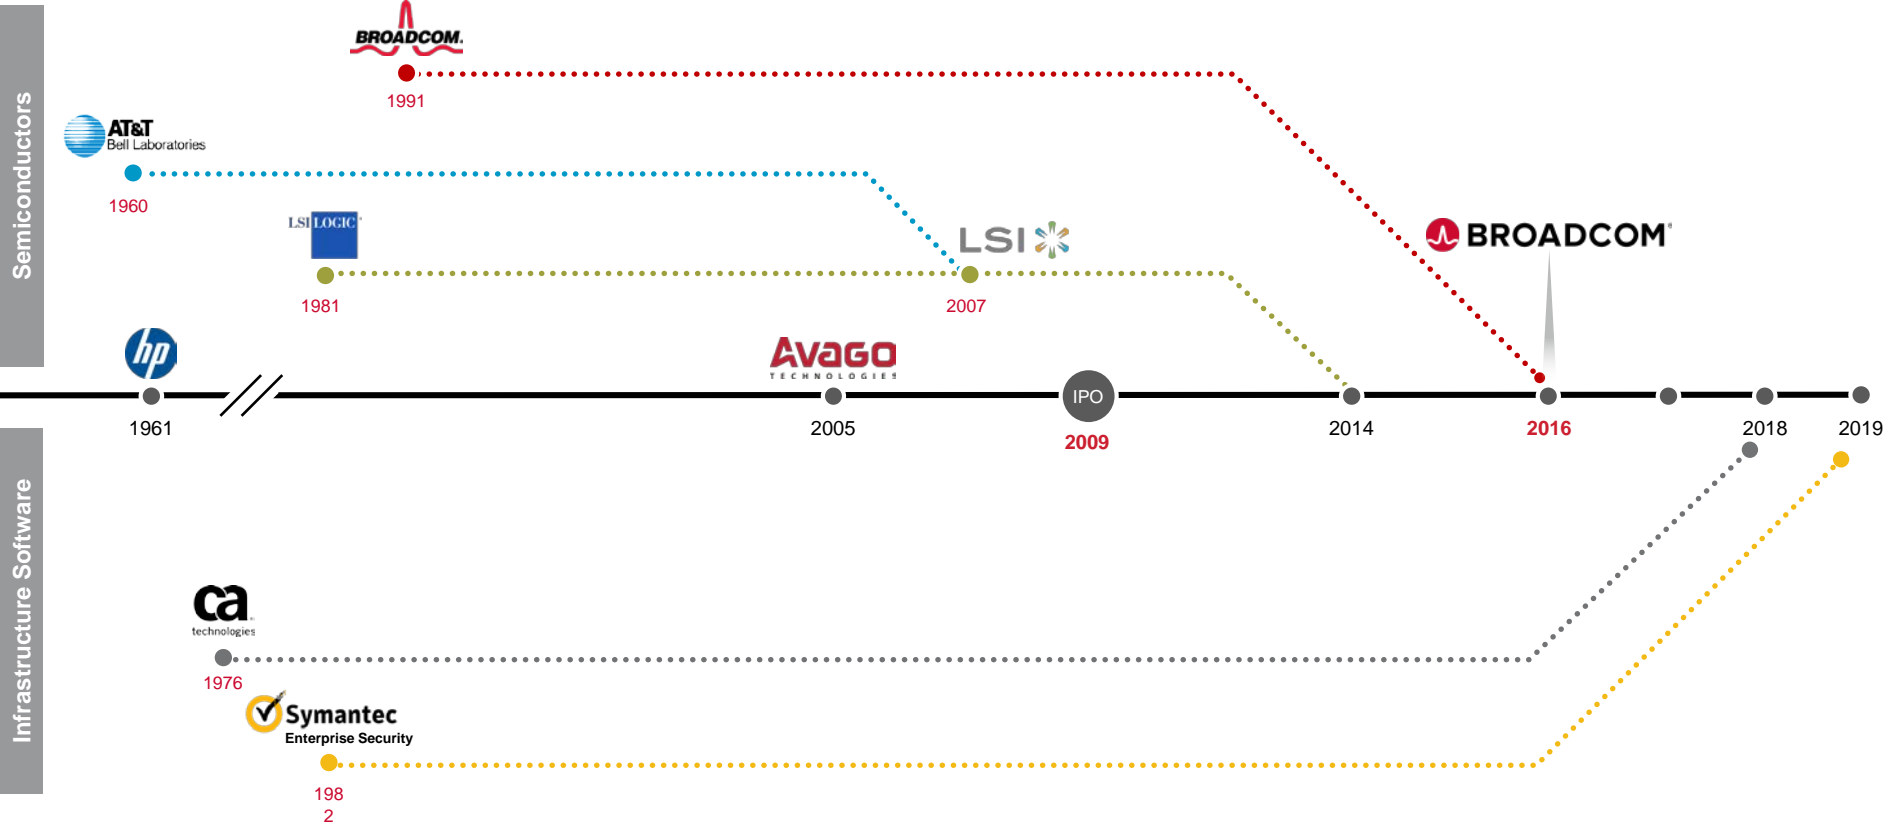 Semiconductors
BROADCOM.
1991
AT&T
Bell Laboratories
1960
LSI LOGIC
1981
LSI
2007
BROADCOM
hp
1961
AVAGO
TECHNOLOGIES
2005
IPO
2009
2014
2016
2018
2019
Infrastructure Software
ca
technologies
1976
Symantec
Enterprise Security
198
2